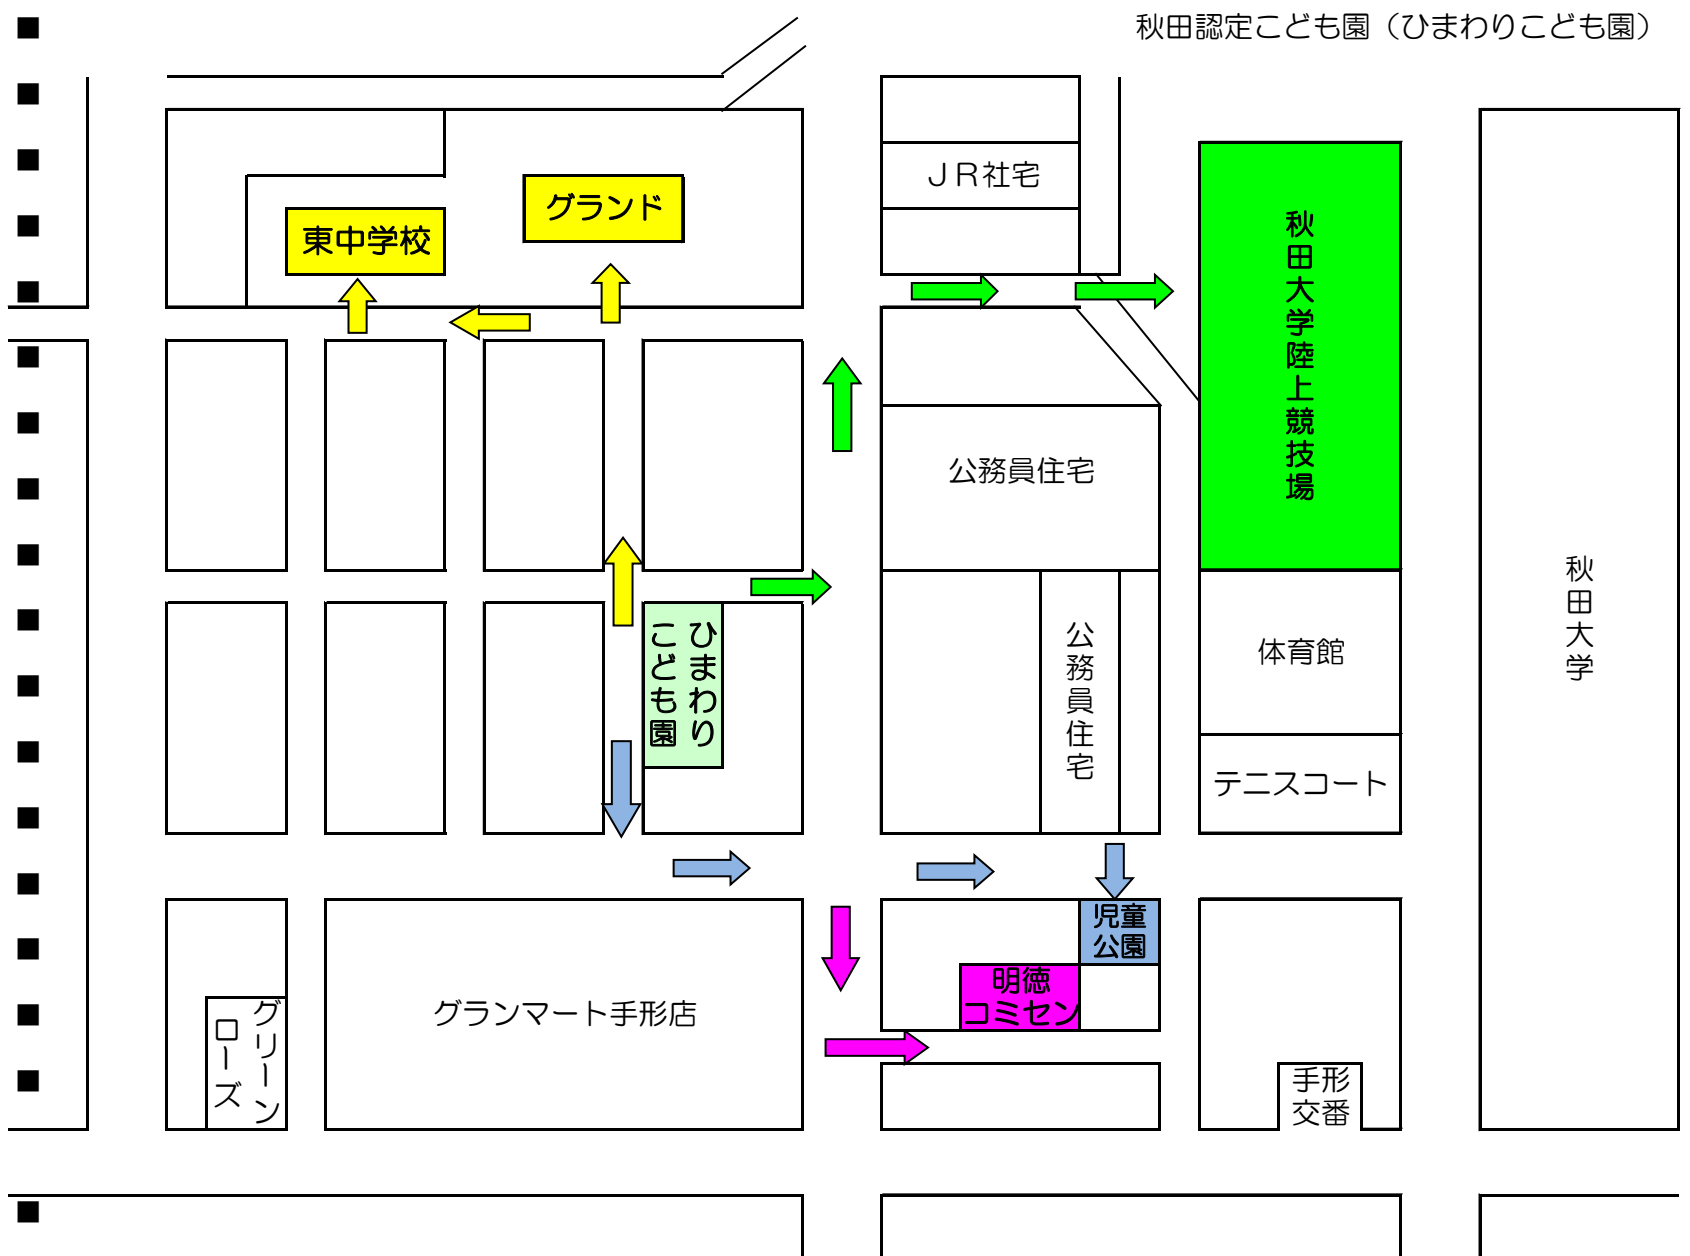 秋田認定こども園（ひまわりこども園）
ＪＲ社宅
グランド
東中学校
秋田大学陸上競技場
公務員住宅
秋田大学
ひまわり
こども園
公務員住宅
体育館
テニスコート
児童
公園
明徳
コミセン
グランマート手形店
グリーン
ローズ
手形
交番